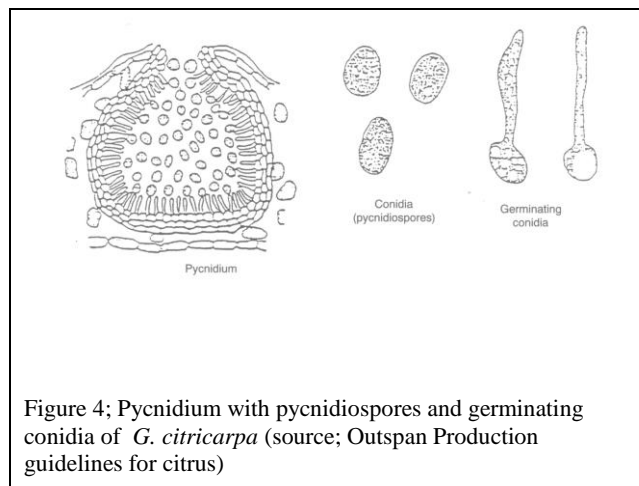 Pycnidium
Conidia
(pycnidiospores)
Germinating
conidia
Figure 4; Pycnidium with pycnidiospores and germinating
conidia of G. citricarpa (source; Outspan Production
guidelines for citrus)